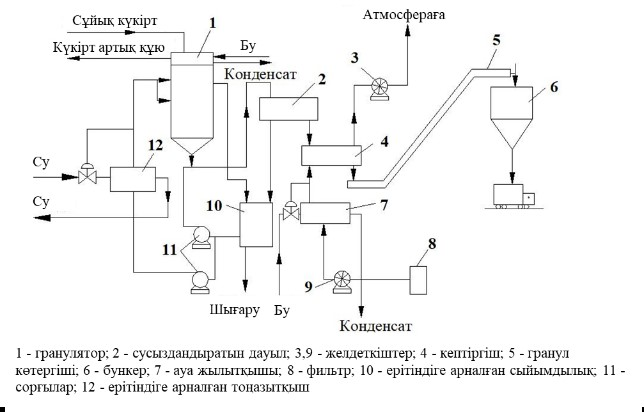 Сұйық күкірт
Күкірт артық құю
1
Бу
Конденсат
Атмосфераға
2
3
4
5
6
Су
12
Су
10
11
7
8
9
Шығару
Бу
Конденсат
1 - гранулятор; 2 - сусыздандыратын дауыл; 3,9 - желдеткіштер; 4 - кептіргіш; 5 - гранул
көтергіші; 6 - бункер; 7 - ауа жылытқышы; 8 - фильтр; 10 - ерітіндіге арналған сыйымдылық; 11 -
сорғылар; 12 - ерітіндіге арналған тоңазытқыш